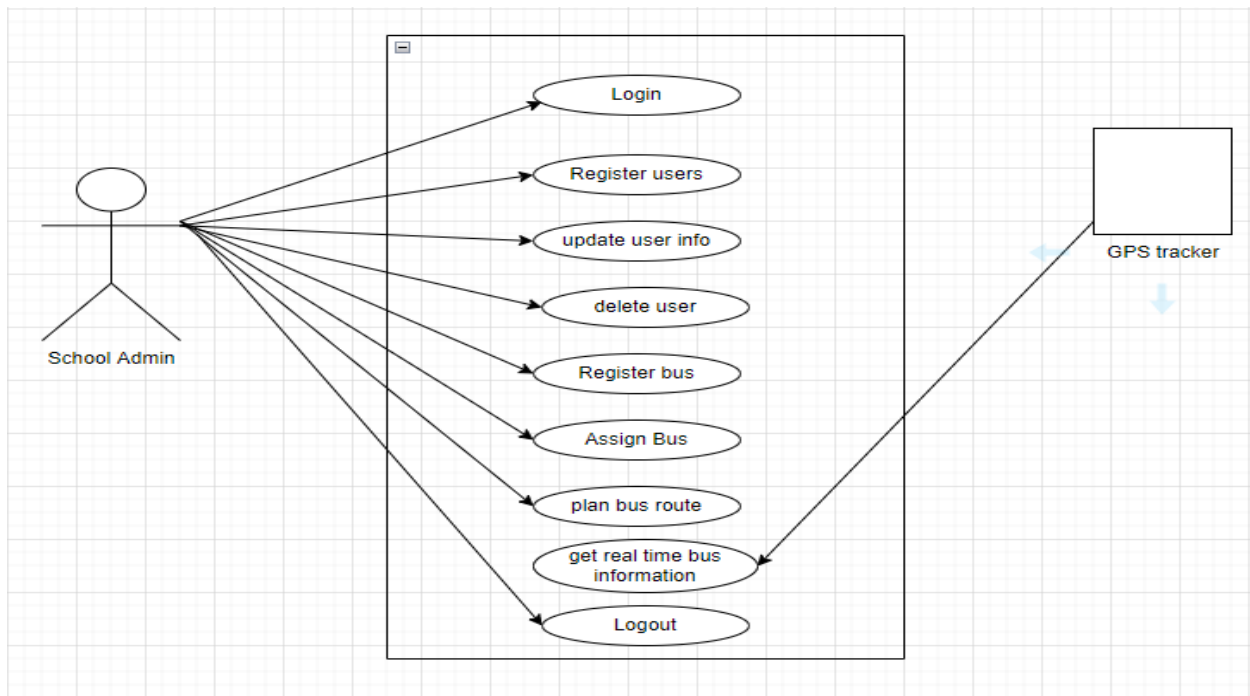 Login
Register users
update user info
delete user
Register bus
Assign Bus
plan bus route
get real time bus
information
Logout
School Admin
GPS tracker